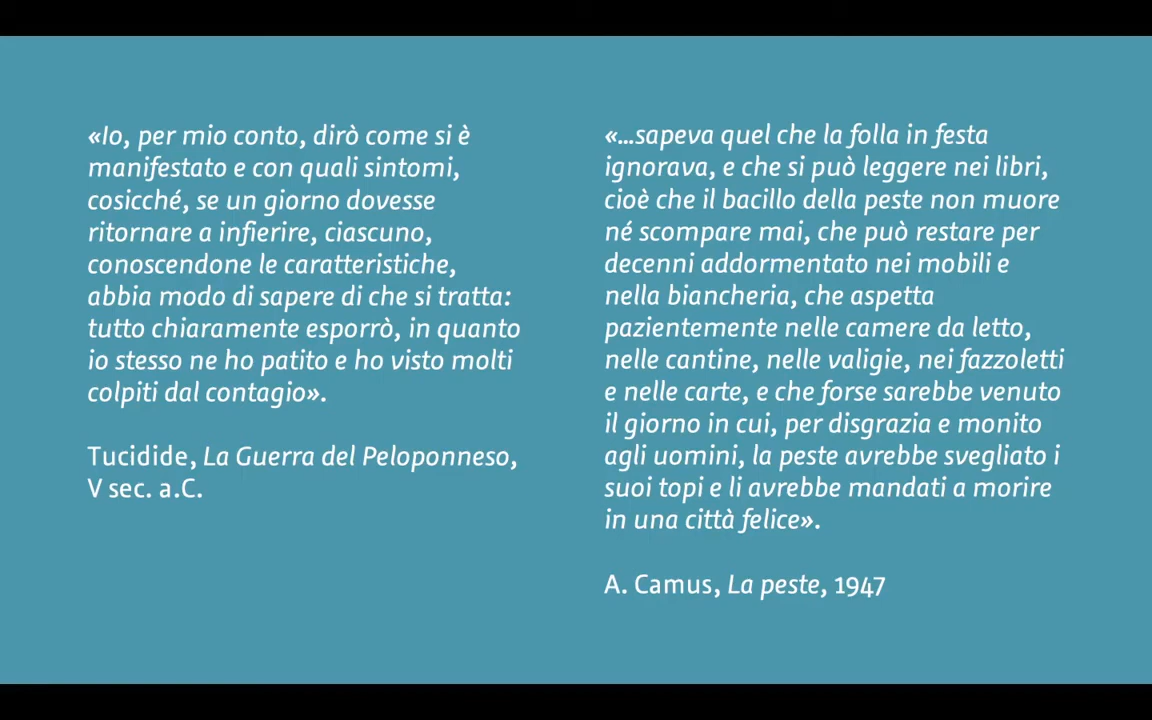 «Io, per mio conto, dirò come si è
manifestato e con quali sintomi,
cosicché, se un giorno dovesse
ritornare a infierire, ciascuno,
conoscendone le caratteristiche,
abbia modo di sapere di che si tratta:
tutto chiaramente esporrò, in quanto
io stesso ne ho patito e ho visto molti
colpiti dal contagio».
Tucidide, La Guerra del Peloponneso,
V sec. a.C.
«...sapeva quel che la folla in festa
ignorava, e che si può leggere nei libri,
cioè che il bacillo della peste non muore
né scompare mai, che può restare per
decenni addormentato nei mobili e
nella biancheria, che aspetta
pazientemente nelle camere da letto,
nelle cantine, nelle valigie, nei fazzoletti
e nelle carte, e che forse sarebbe venuto
il giorno in cui, per disgrazia e monito
agli uomini, la peste avrebbe svegliato i
suoi topi e li avrebbe mandati a morire
in una città felice».
A. Camus, La peste, 1947